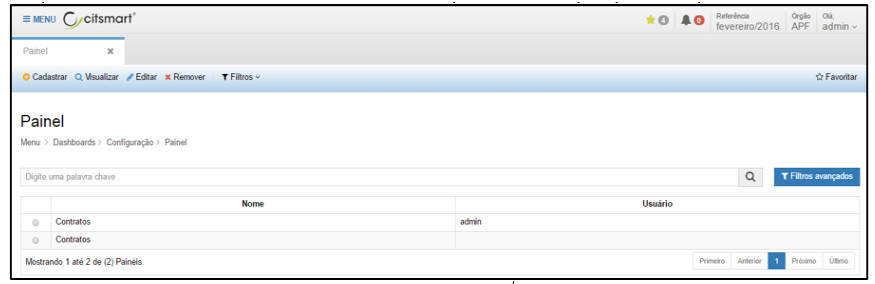 MENU citsmart 4 0 Referência fevereiro/2016 Órgão APF Olá, admin
Painel ×
Cadastrar Visualizar Editar × Remover Filtros Favoritar
Painel
Menu > Dashboards > Configuração > Painel
Digite uma palavra chave Filtros avançados
Nome Usuário
Contratos admin
Contratos
Mostrando 1 até 2 de (2) Painéis. Primeiro Anterior 1 Próximo Último